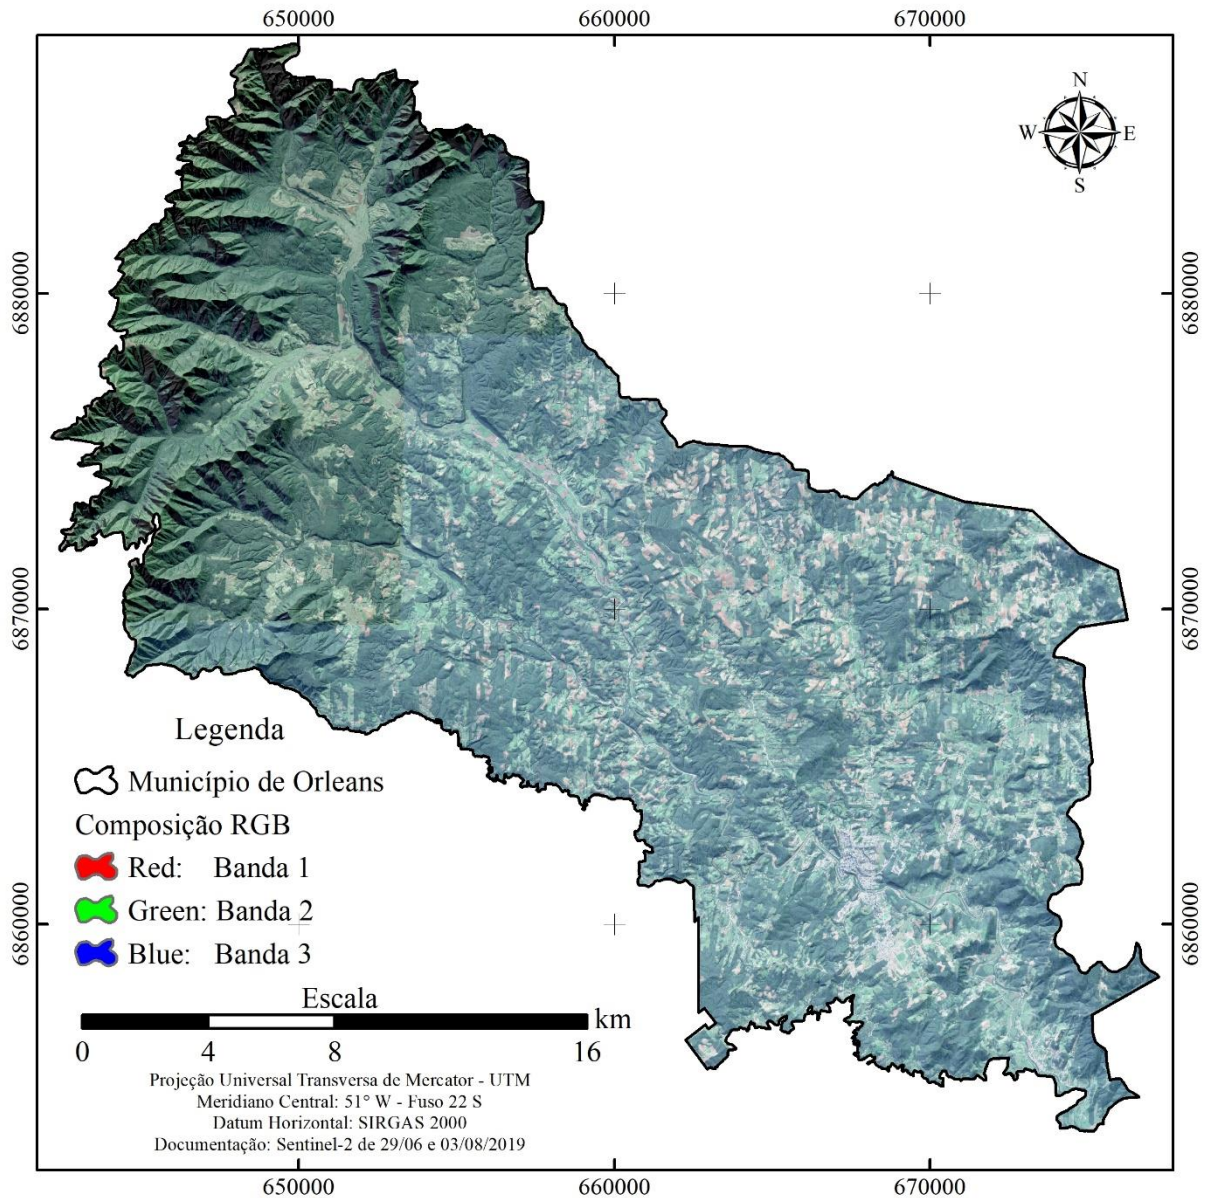 650000 660000 670000
N
W E
S
6880000 6880000
6870000 6870000
Legenda
Município de Orleans
Composição RGB
Red: Banda 1
Green: Banda 2
Blue: Banda 3
6860000 6860000
Escala
km
0 4 8 16
Projeção Universal Transversa de Mercator - UTM
Meridiano Central: 51° W - Fuso 22 S
Datum Horizontal: SIRGAS 2000
Documentação: Sentinel-2 de 29/06 e 03/08/2019
650000 660000 670000